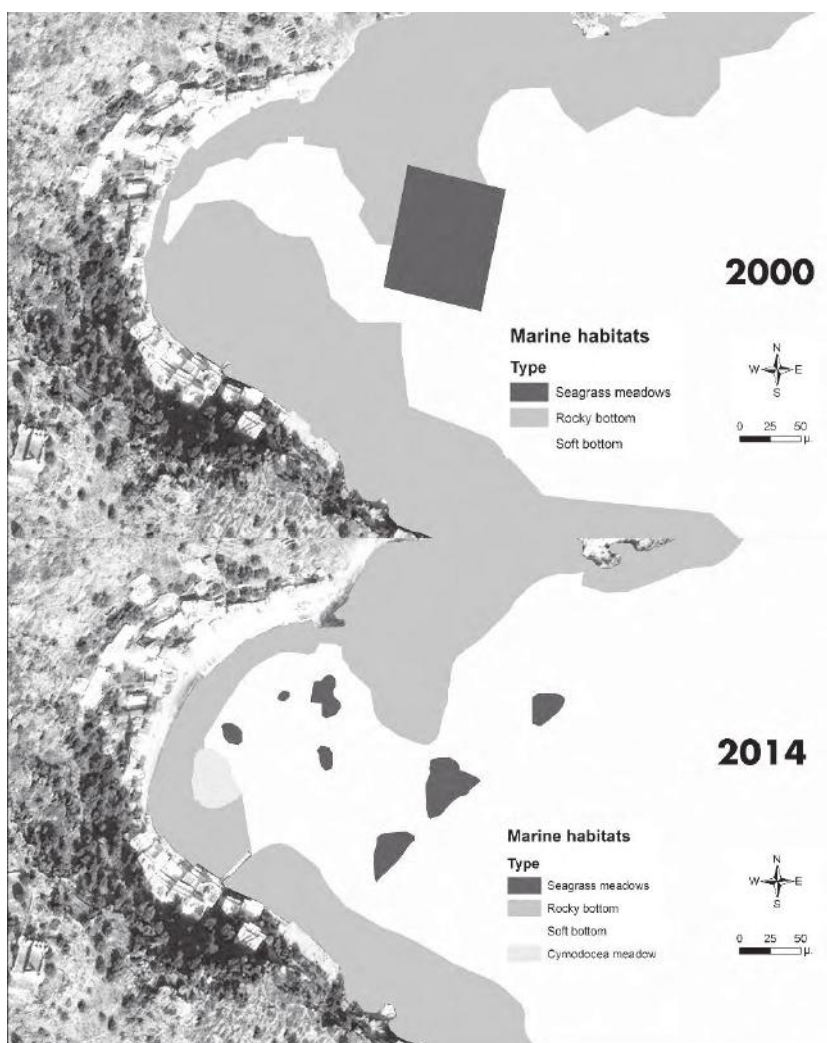 2000
Marine habitats
Type
Seagrass meadows
Rocky bottom
Soft bottom
N
W E
S
0 25 50
μ.
2014
Marine habitats
Type
Seagrass meadows
Rocky bottom
Soft bottom
Cymodocea meadow
N
W E
S
0 25 50
μ.